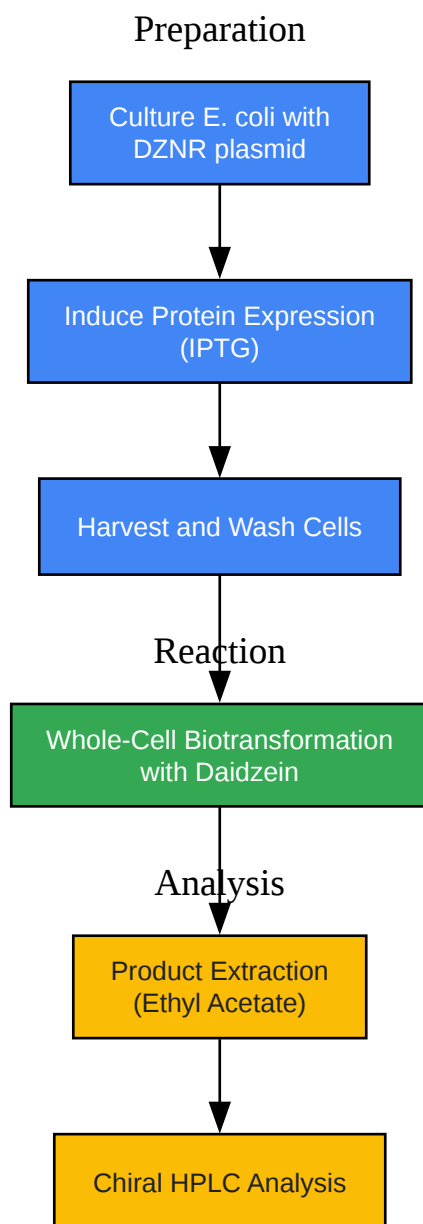 Preparation
Culture E. coli with
DZNR plasmid
Induce Protein Expression
(IPTG)
Harvest and Wash Cells
Reaction
Whole-Cell Biotransformation
with Daidzein
Analysis
Product Extraction
(Ethyl Acetate)
Chiral HPLC Analysis